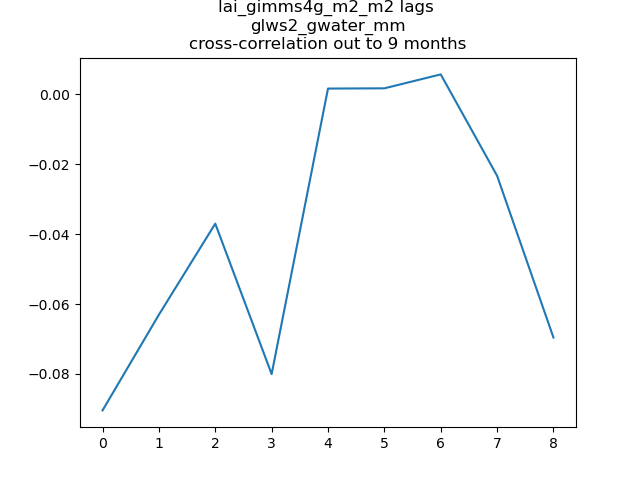 lai_gimms4g_m2_m2 lags
glws2_gwater_mm
cross-correlation out to 9 months
0.00
−0.02
−0.04
−0.06
−0.08
0 1 2 3 4 5 6 7 8